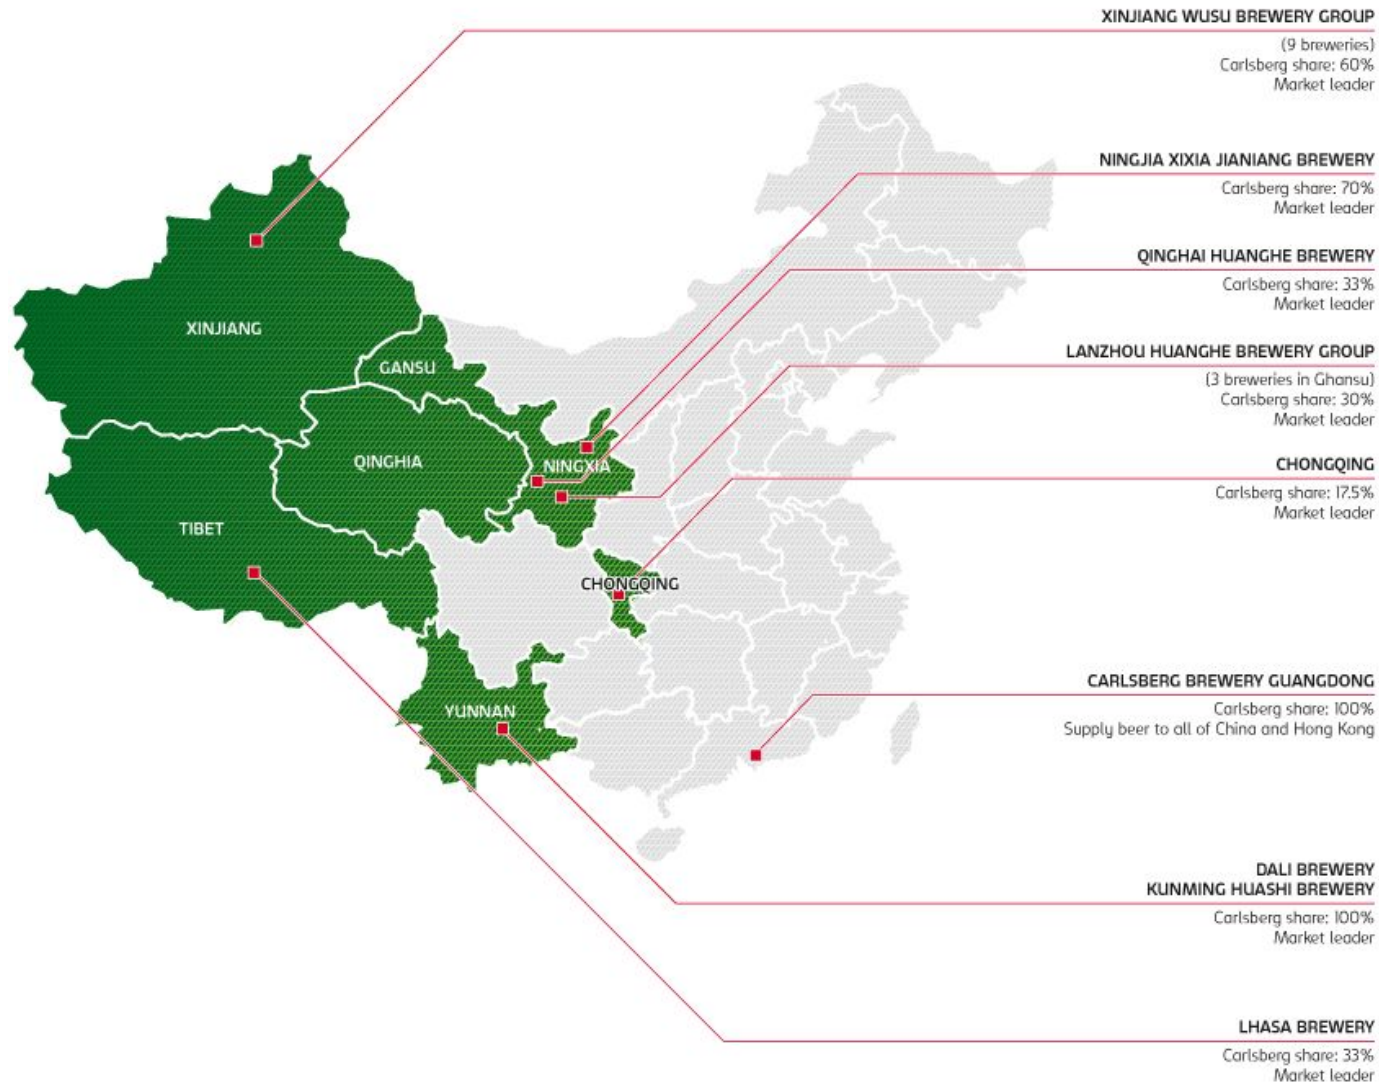 XINJIANG WUSU BREWERY GROUP
(9 breweries)
Carlsberg share: 60%
Market leader
NINGJIA XIXIA JIANIANG BREWERY
Carlsberg share: 70%
Market leader
QINGHAI HUANGHE BREWERY
Carlsberg share: 33%
Market leader
LANZHOU HUANGHE BREWERY GROUP
(3 breweries in Ghansu)
Carlsberg share: 30%
Market leader
CHONGQING
Carlsberg share: 17.5%
Market leader
CARLSBERG BREWERY GUANGDONG
Carlsberg share: 100%
Supply beer to all of China and Hong Kong
DALI BREWERY
KUNMING HUASHI BREWERY
Carlsberg share: 100%
Market leader
LHASA BREWERY
Carlsberg share: 33%
Market leader
XINJIANG
GANSU
QINGHIA
NINGXIA
TIBET
CHONGQING
YUNNAN